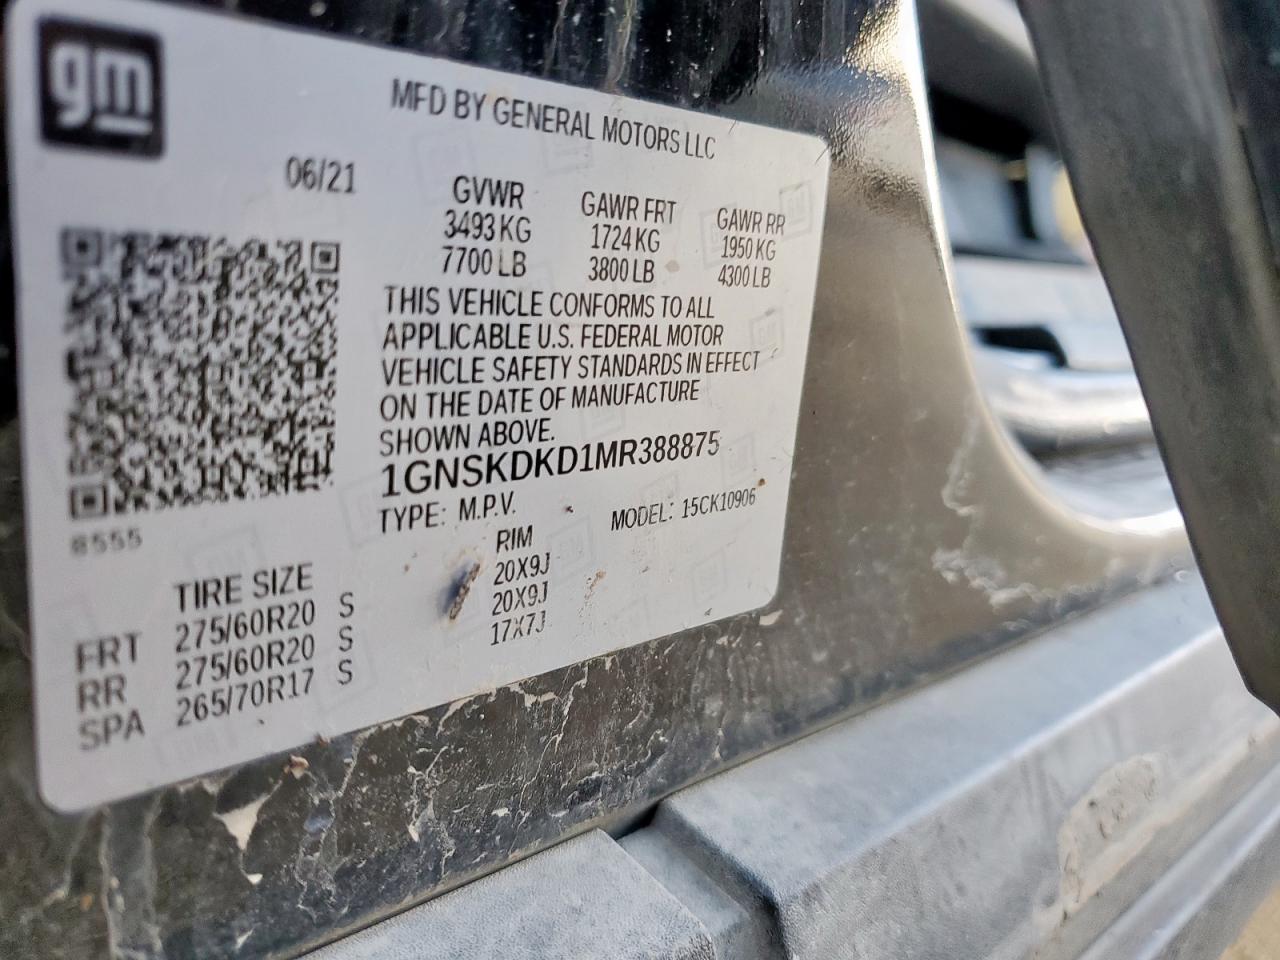 gm
MFD BY GENERAL MOTORS LLC
06/21
GVWR GAWR FRT GAWR RR
3493 KG 1724 KG 1950 KG
7700 LB 3800 LB 4300 LB
THIS VEHICLE CONFORMS TO ALL
APPLICABLE U.S. FEDERAL MOTOR
VEHICLE SAFETY STANDARDS IN EFFECT
ON THE DATE OF MANUFACTURE
SHOWN ABOVE.
1GNSKDKD1MR388875
TYPE: M.P.V. MODEL: 15CK10906
8555
TIRE SIZE RIM
FRT 275/60R20 S 20X9J
RR 275/60R20 S 20X9J
SPA 265/70R17 S 17X7J